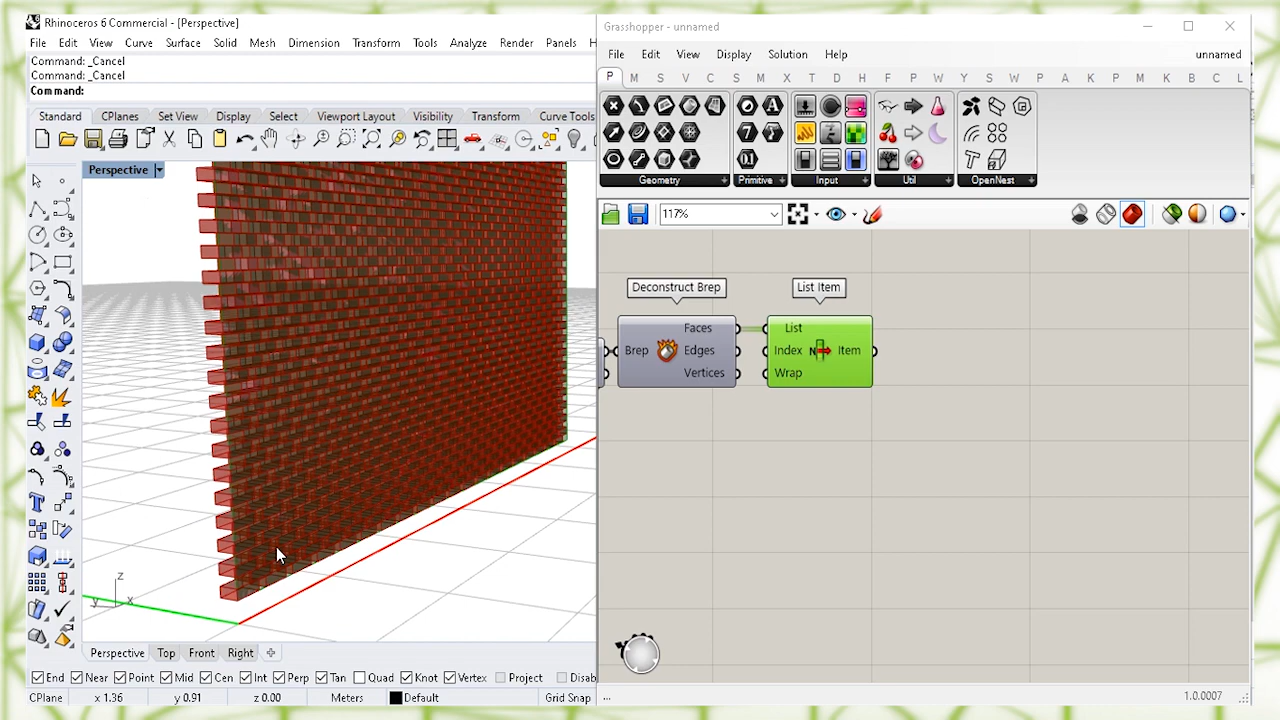 Rhinoceros 6 Commercial - [Perspective]
File Edit View Curve Surface Solid Mesh Dimension Transform Tools Analyze Render Panels H
Command: _Cancel
Command: _Cancel
Command:
Standard CPlanes Set View Display Select Viewport Layout Visibility Transform Curve Tools
Perspective
z
y x
Perspective Top Front Right
End Near Point Mid Cen Int Perp Tan Quad Knot Vertex Project Disab
CPlane x 1.36 y 0.91 z 0.00 Meters Default Grid Snap
Grasshopper - unnamed
File Edit View Display Solution Help unnamed
P M S V C S M X T D H F P W Y S W P A K P M K B C L
Geometry Primitive Input Util OpenNest
117%
Deconstruct Brep
List Item
Brep Faces Edges Vertices
List Index Wrap N Item
... 1.0.0007